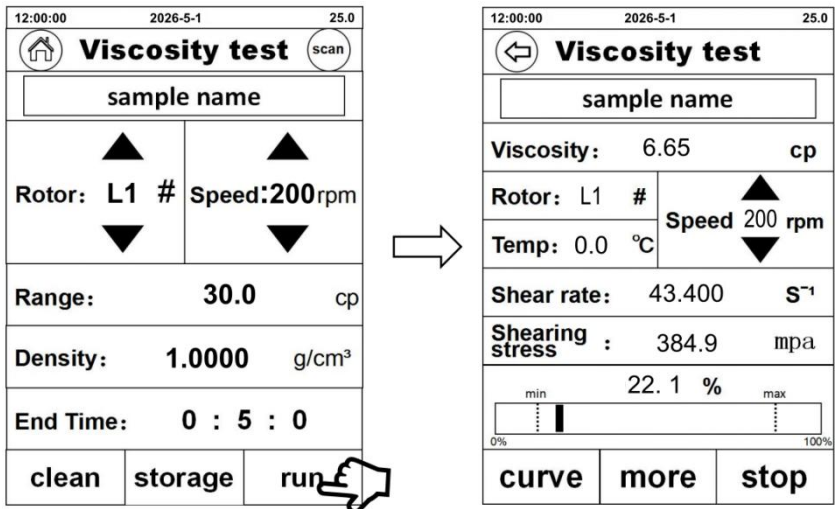 12:00:00 2026-5-1 25.0
Viscosity test scan
sample name
Rotor: L1 # Speed:200rpm
Range: 30.0 cp
Density: 1.0000 g/cm³
End Time: 0 : 5 : 0
clean storage run
12:00:00 2026-5-1 25.0
Viscosity test
sample name
Viscosity: 6.65 cp
Rotor: L1 #
Speed 200 rpm
Temp: 0.0 ℃
Shear rate: 43.400 S⁻¹
Shearing stress : 384.9 mpa
22. 1 %
min max
0% 100%
curve more stop